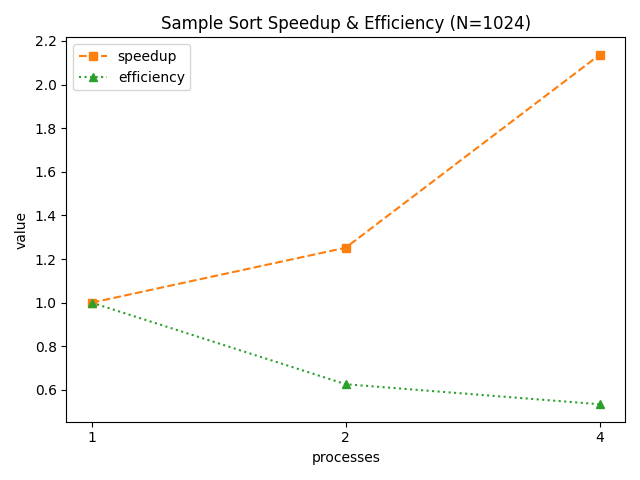 Sample Sort Speedup & Efficiency (N=1024)
speedup
efficiency
2.2
2.0
1.8
1.6
1.4
1.2
1.0
0.8
0.6
value
1 2 4
processes